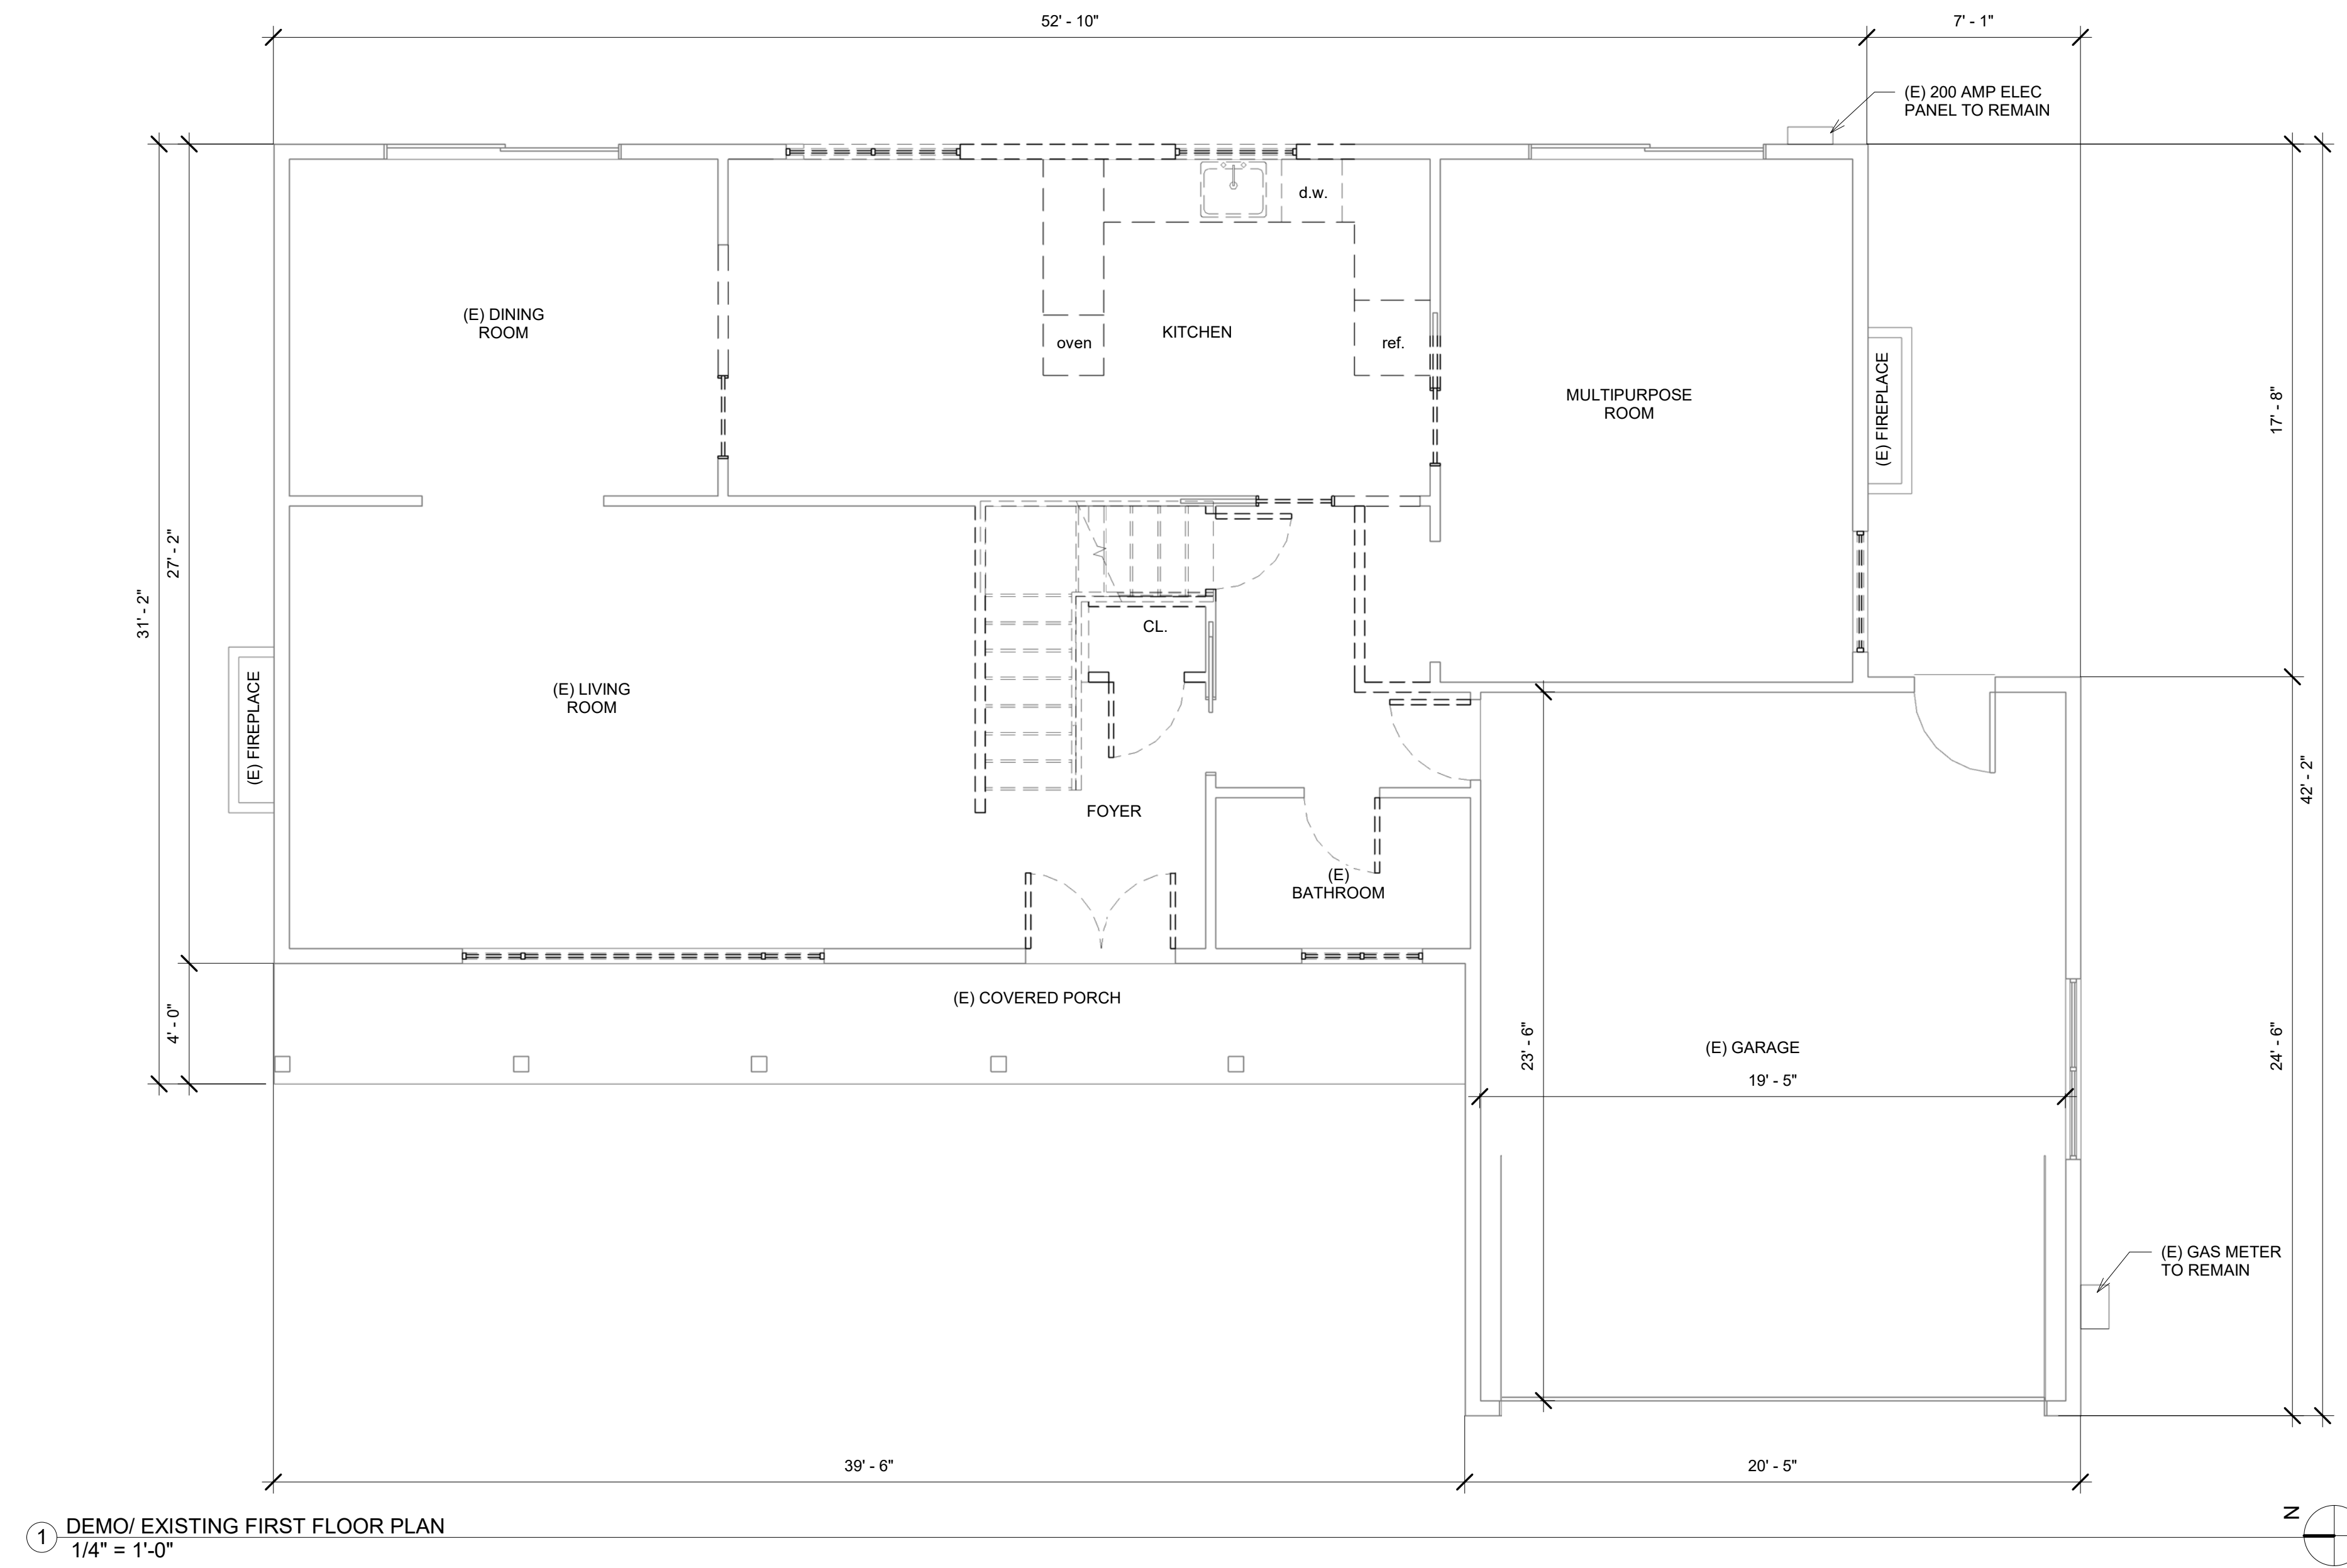 52' - 10"
7' - 1"
(E) 200 AMP ELEC
PANEL TO REMAIN
d.w.
(E) DINING
ROOM
oven
KITCHEN
ref.
MULTIPURPOSE
ROOM
(E) FIREPLACE
17' - 8"
31' - 2"
27' - 2"
CL.
(E) LIVING
ROOM
(E) FIREPLACE
FOYER
42' - 2"
(E)
BATHROOM
(E) COVERED PORCH
4' - 0"
23' - 6"
(E) GARAGE
19' - 5"
24' - 6"
(E) GAS METER
TO REMAIN
39' - 6"
20' - 5"
N
1
DEMO/ EXISTING FIRST FLOOR PLAN
1/4" = 1'-0"